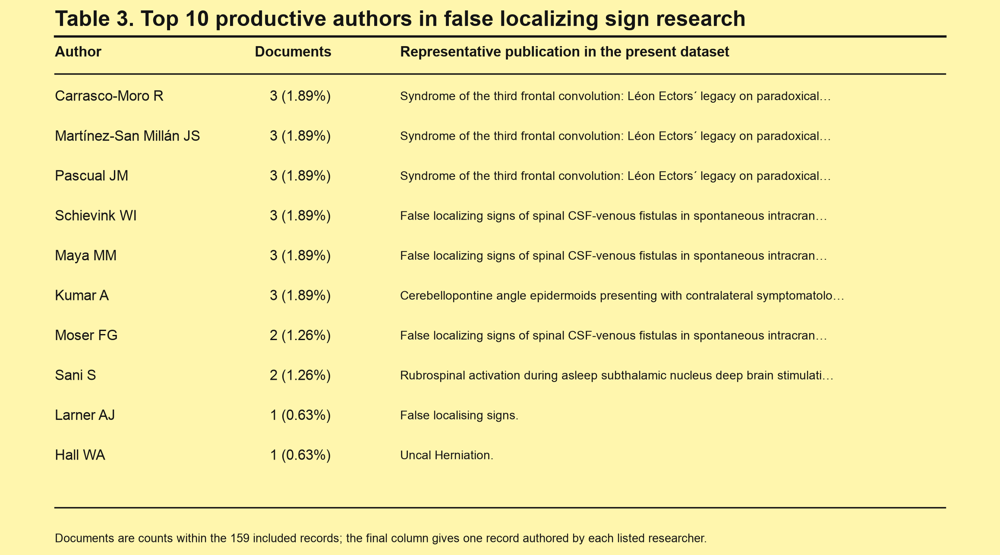 Table 3. Top 10 productive authors in false localizing sign research
Author Documents Representative publication in the present dataset
Carrasco-Moro R 3 (1.89%) Syndrome of the third frontal convolution: Léon Ectors´ legacy on paradoxical…
Martínez-San Millán JS 3 (1.89%) Syndrome of the third frontal convolution: Léon Ectors´ legacy on paradoxical…
Pascual JM 3 (1.89%) Syndrome of the third frontal convolution: Léon Ectors´ legacy on paradoxical…
Schievink WI 3 (1.89%) False localizing signs of spinal CSF-venous fistulas in spontaneous intracran…
Maya MM 3 (1.89%) False localizing signs of spinal CSF-venous fistulas in spontaneous intracran…
Kumar A 3 (1.89%) Cerebellopontine angle epidermoids presenting with contralateral symptomatolo…
Moser FG 2 (1.26%) False localizing signs of spinal CSF-venous fistulas in spontaneous intracran…
Sani S 2 (1.26%) Rubrospinal activation during asleep subthalamic nucleus deep brain stimulati…
Larner AJ 1 (0.63%) False localising signs.
Hall WA 1 (0.63%) Uncal Herniation.
Documents are counts within the 159 included records; the final column gives one record authored by each listed researcher.